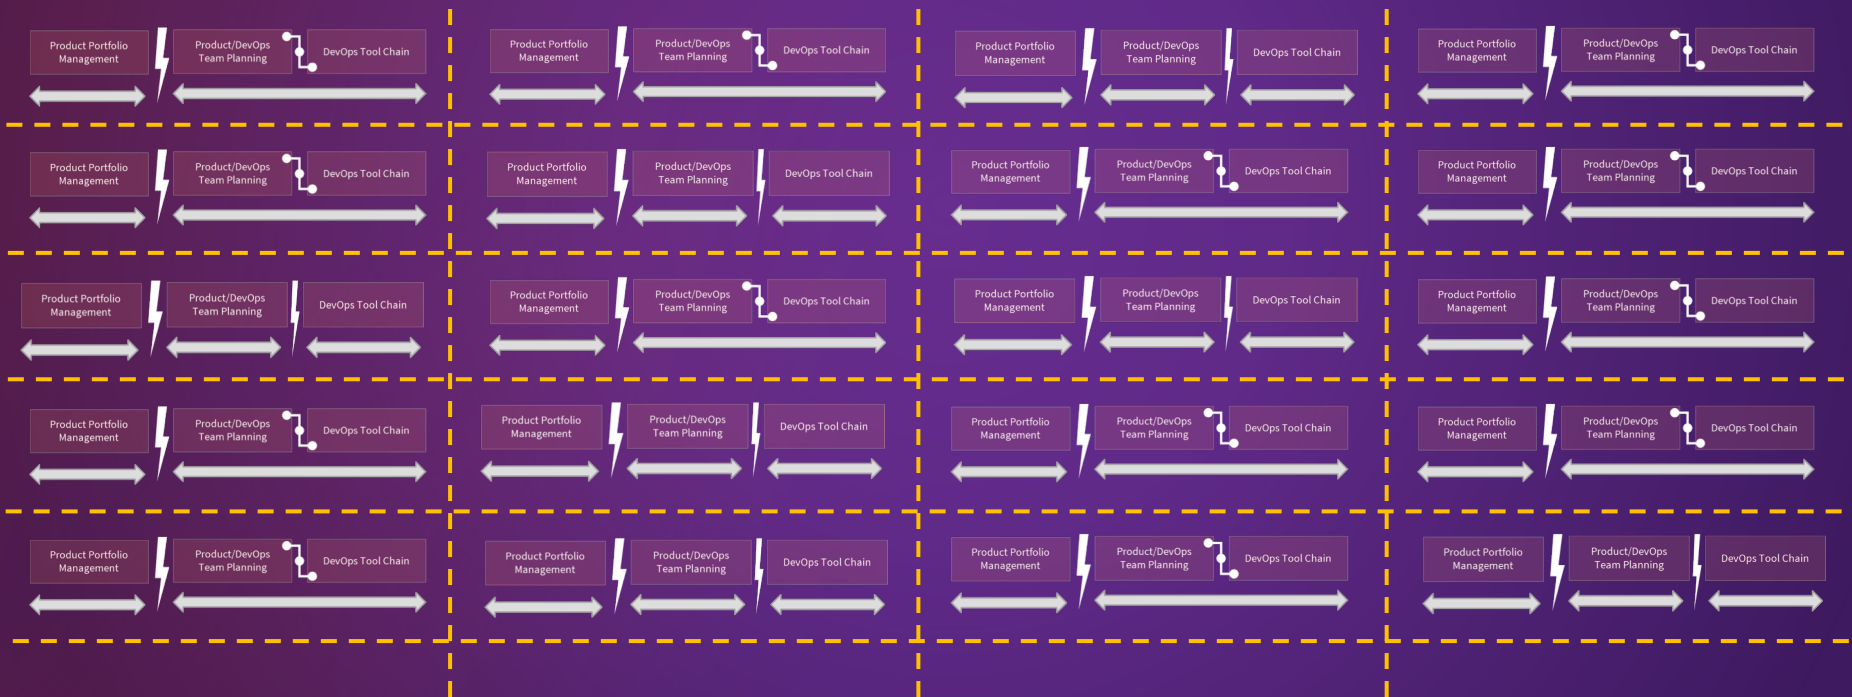 Product Portfolio
Management
Product/DevOps
Team Planning
DevOps Tool Chain
Product Portfolio
Management
Product/DevOps
Team Planning
DevOps Tool Chain
Product Portfolio
Management
Product/DevOps
Team Planning
DevOps Tool Chain
Product Portfolio
Management
Product/DevOps
Team Planning
DevOps Tool Chain
Product Portfolio
Management
Product/DevOps
Team Planning
DevOps Tool Chain
Product Portfolio
Management
Product/DevOps
Team Planning
DevOps Tool Chain
Product Portfolio
Management
Product/DevOps
Team Planning
DevOps Tool Chain
Product Portfolio
Management
Product/DevOps
Team Planning
DevOps Tool Chain
Product Portfolio
Management
Product/DevOps
Team Planning
DevOps Tool Chain
Product Portfolio
Management
Product/DevOps
Team Planning
DevOps Tool Chain
Product Portfolio
Management
Product/DevOps
Team Planning
DevOps Tool Chain
Product Portfolio
Management
Product/DevOps
Team Planning
DevOps Tool Chain
Product Portfolio
Management
Product/DevOps
Team Planning
DevOps Tool Chain
Product Portfolio
Management
Product/DevOps
Team Planning
DevOps Tool Chain
Product Portfolio
Management
Product/DevOps
Team Planning
DevOps Tool Chain
Product Portfolio
Management
Product/DevOps
Team Planning
DevOps Tool Chain
Product Portfolio
Management
Product/DevOps
Team Planning
DevOps Tool Chain
Product Portfolio
Management
Product/DevOps
Team Planning
DevOps Tool Chain
Product Portfolio
Management
Product/DevOps
Team Planning
DevOps Tool Chain
Product Portfolio
Management
Product/DevOps
Team Planning
DevOps Tool Chain